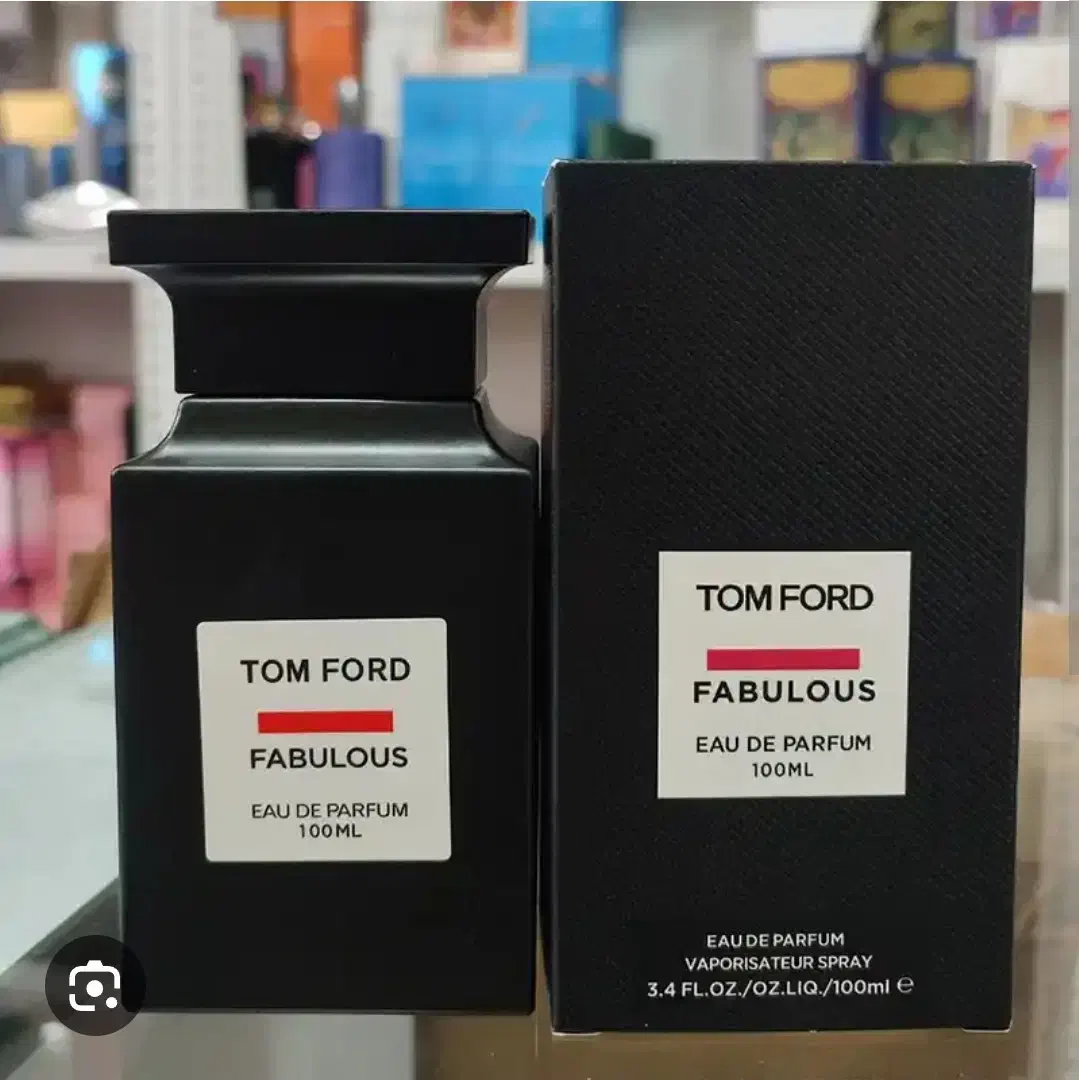 TOM FORD
FABULOUS
EAU DE PARFUM
100ML
TOM FORD
FABULOUS
EAU DE PARFUM
100ML
EAU DE PARFUM
VAPORISATEUR SPRAY
3.4 FL.OZ./OZ.LIQ./100ml ℮